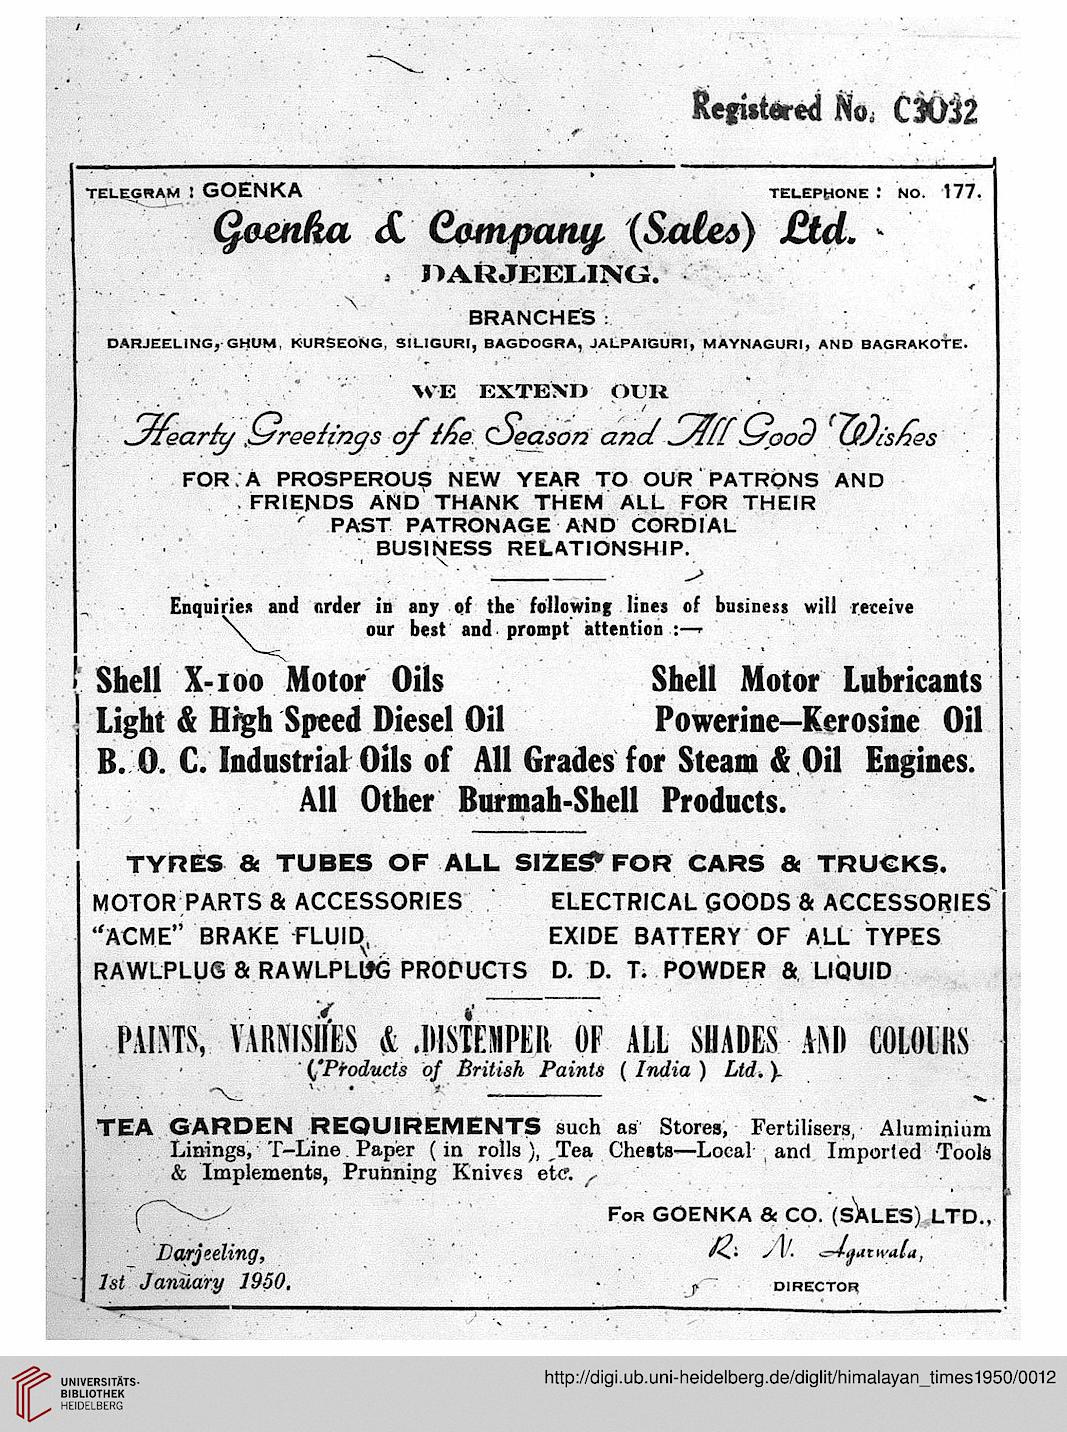 Registered No. C3032
TELEGRAM : GOENKA
TELEPHONE : NO. 177.
Goenka & Company (Sales) Ltd.
DARJEELING.
BRANCHES :
DARJEELING, GHUM, KURSEONG, SILIGURI, BAGDOGRA, JALPAIGURI, MAYNAGURI, AND BAGRAKOTE.
WE EXTEND OUR
Hearty Greetings of the Season and All Good Wishes
FOR A PROSPEROUS NEW YEAR TO OUR PATRONS AND
FRIENDS AND THANK THEM ALL FOR THEIR
PAST PATRONAGE AND CORDIAL
BUSINESS RELATIONSHIP.
Enquiries and order in any of the following lines of business will receive
our best and prompt attention :—
Shell X-100 Motor Oils Shell Motor Lubricants
Light & High Speed Diesel Oil Powerine—Kerosine Oil
B. O. C. Industrial Oils of All Grades for Steam & Oil Engines.
All Other Burmah-Shell Products.
TYRES & TUBES OF ALL SIZES FOR CARS & TRUCKS.
MOTOR PARTS & ACCESSORIES ELECTRICAL GOODS & ACCESSORIES
"ACME" BRAKE FLUID, EXIDE BATTERY OF ALL TYPES
RAWLPLUG & RAWLPLUG PRODUCTS D. D. T. POWDER & LIQUID
PAINTS, VARNISHES & DISTEMPER OF ALL SHADES AND COLOURS
( Products of British Paints ( India ) Ltd. )
TEA GARDEN REQUIREMENTS such as Stores, Fertilisers, Aluminium
Linings, T-Line Paper ( in rolls ), Tea Chests—Local and Imported Tools
& Implements, Prunning Knives etc.
FOR GOENKA & CO. (SALES) LTD.,
Darjeeling,
R. N. Agarwala,
1st January 1950.
DIRECTOR
UNIVERSITÄTS-
BIBLIOTHEK
HEIDELBERG
http://digi.ub.uni-heidelberg.de/diglit/himalayan_times1950/0012